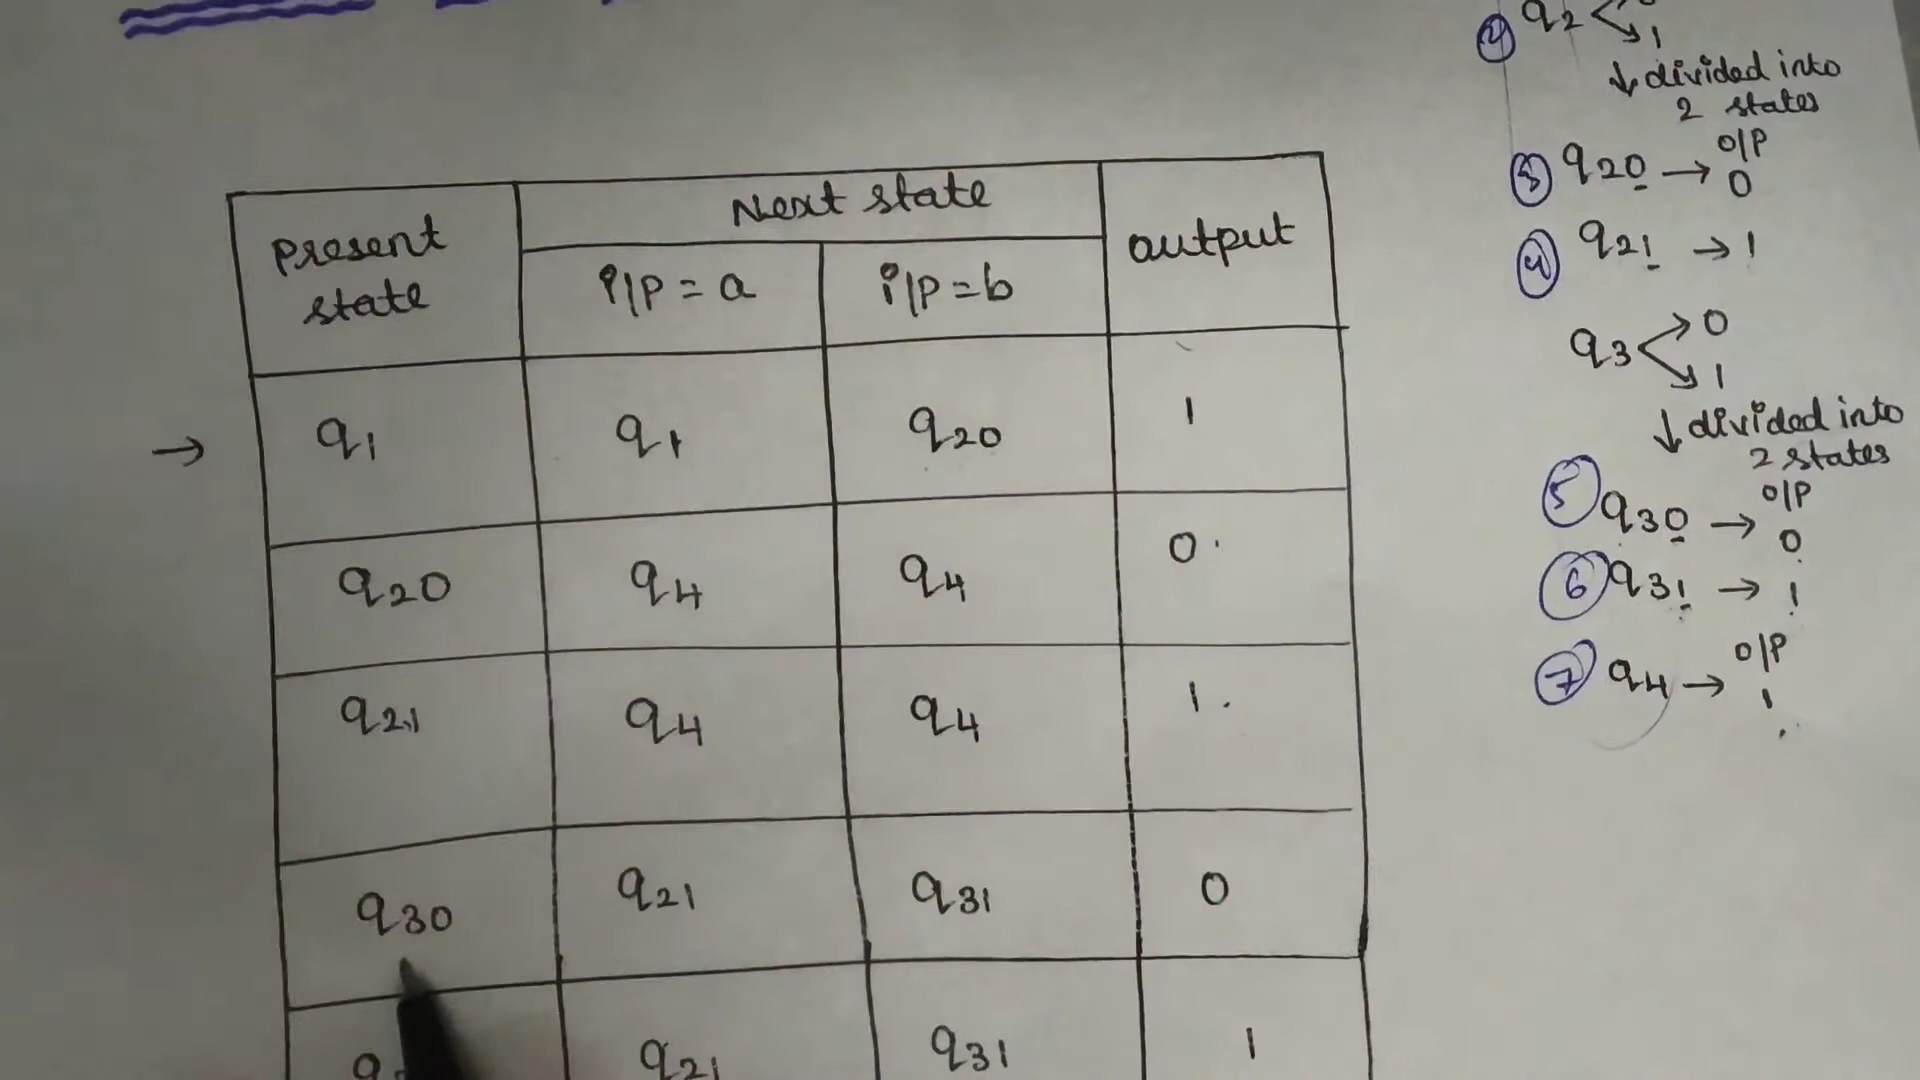 Present state
Next state
output
i/p = a
i/p = b
→ q1 q1 q20 1
q20 q4 q4 0
q21 q4 q4 1
q30 q21 q31 0
q21 q31 1
q2 → 1
↓ divided into
2 states
O/P
③ q20 → 0
④ q21 → 1
q3 → 0
→ 1
↓ divided into
2 states
O/P
⑤ q30 → 0
⑥ q31 → 1
O/P
⑦ q4 → 1